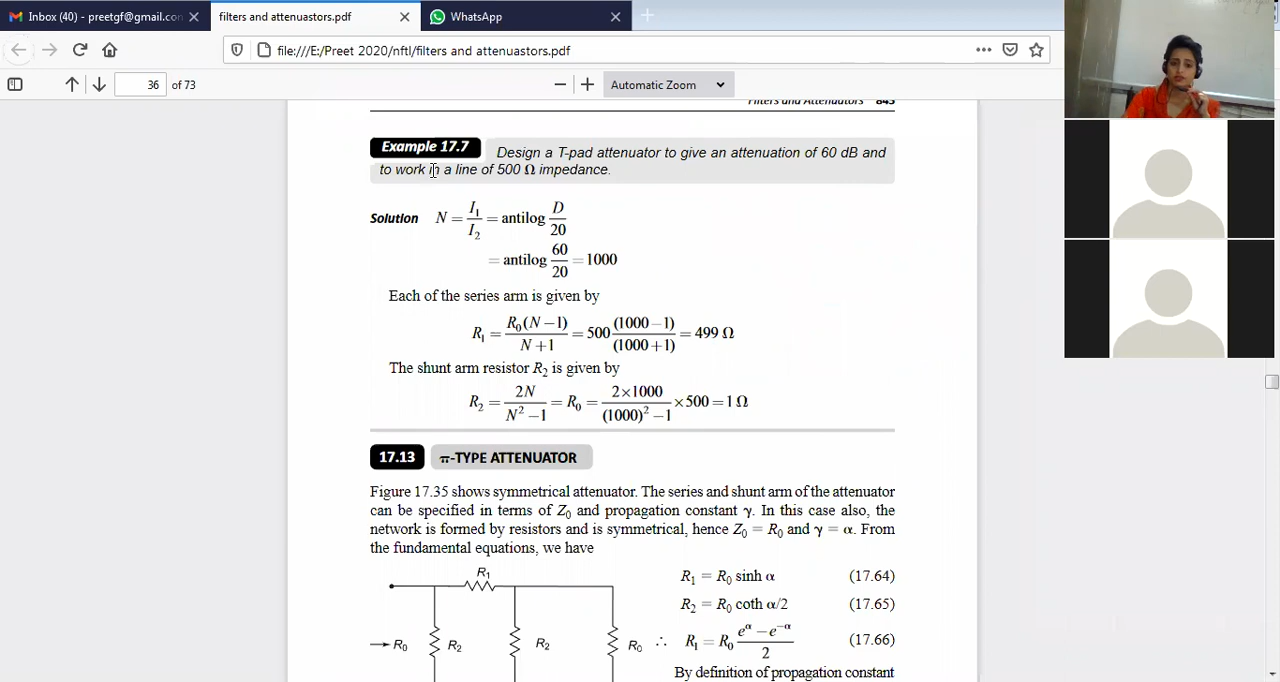 Inbox (40) - preetgf@gmail.con
filters and attenuastors.pdf
WhatsApp
file:///E:/Preet 2020/nftl/filters and attenuastors.pdf
36 of 73
Automatic Zoom
Filters and Attenuators 843
Example 17.7 Design a T-pad attenuator to give an attenuation of 60 dB and
to work in a line of 500 Ω impedance.
Solution N = I₁/I₂ = antilog D/20
= antilog 60/20 = 1000
Each of the series arm is given by
R₁ = R₀(N − 1)/(N + 1) = 500 (1000 − 1)/(1000 + 1) = 499 Ω
The shunt arm resistor R₂ is given by
R₂ = 2N/(N² − 1) = R₀ = 2×1000/((1000)² − 1) × 500 = 1 Ω
17.13 π-TYPE ATTENUATOR
Figure 17.35 shows symmetrical attenuator. The series and shunt arm of the attenuator
can be specified in terms of Z₀ and propagation constant γ. In this case also, the
network is formed by resistors and is symmetrical, hence Z₀ = R₀ and γ = α. From
the fundamental equations, we have
R₁
R₁ = R₀ sinh α (17.64)
R₂ = R₀ coth α/2 (17.65)
R₀ R₂ R₂ R₀
∴ R₁ = R₀ (e^α − e^−α)/2 (17.66)
By definition of propagation constant